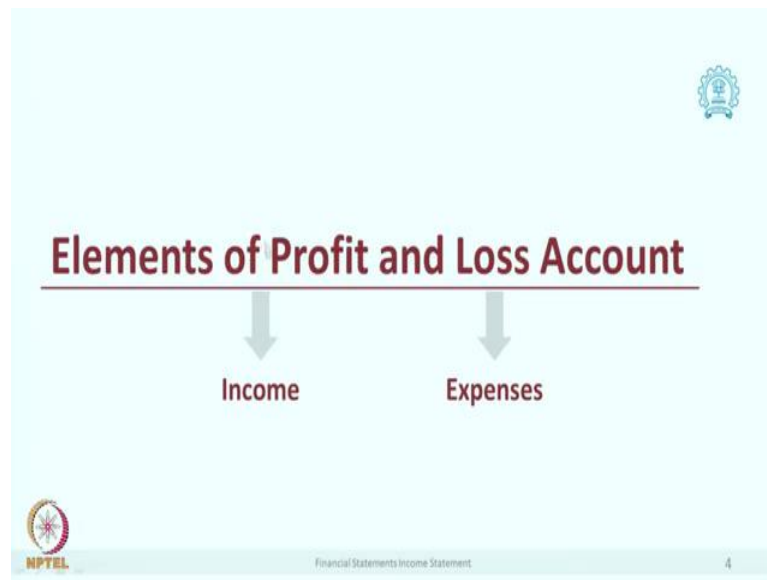 Elements of Profit and Loss Account
Income
Expenses
NPTEL
Financial Statements Income Statement
4